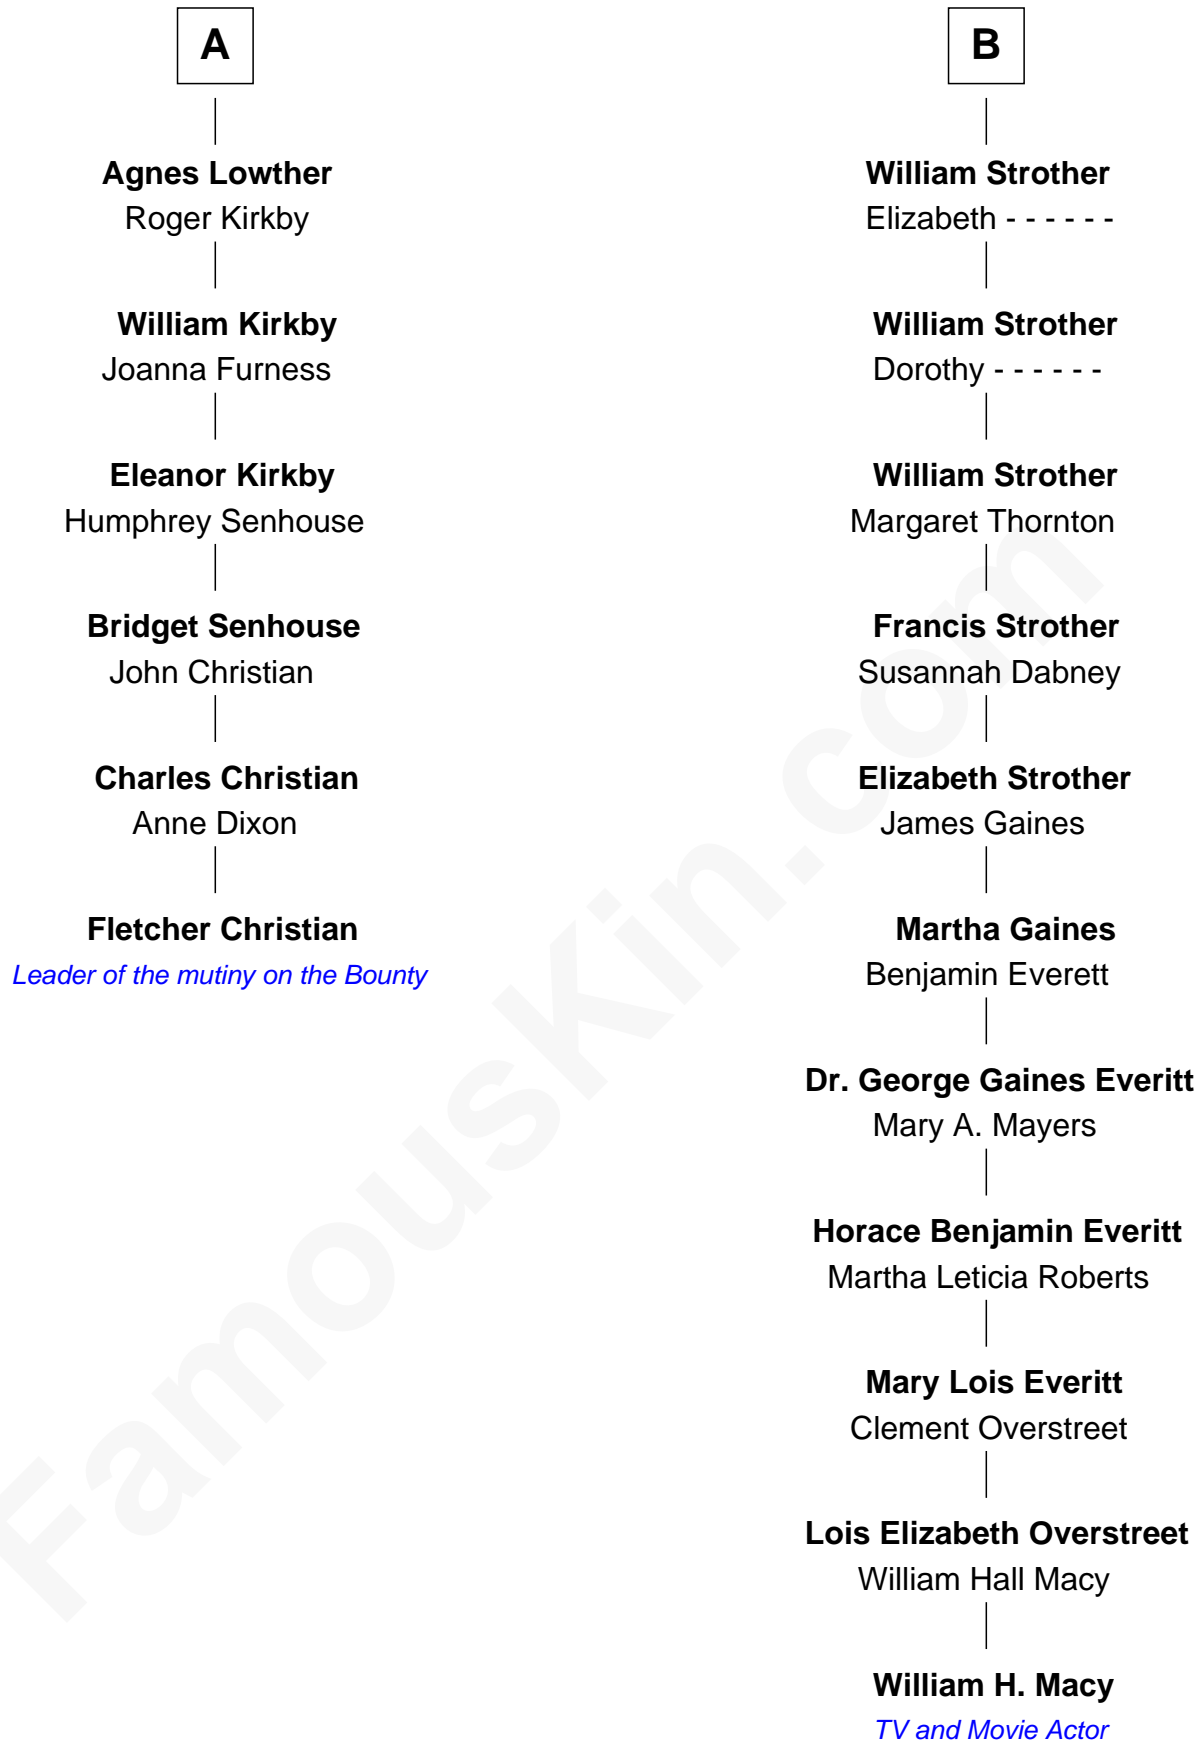 A
Agnes Lowther
Roger Kirkby
William Kirkby
Joanna Furness
Eleanor Kirkby
Humphrey Senhouse
Bridget Senhouse
John Christian
Charles Christian
Anne Dixon
Fletcher Christian
Leader of the mutiny on the Bounty
B
William Strother
Elizabeth - - - - - -
William Strother
Dorothy - - - - - -
William Strother
Margaret Thornton
Francis Strother
Susannah Dabney
Elizabeth Strother
James Gaines
Martha Gaines
Benjamin Everett
Dr. George Gaines Everitt
Mary A. Mayers
Horace Benjamin Everitt
Martha Leticia Roberts
Mary Lois Everitt
Clement Overstreet
Lois Elizabeth Overstreet
William Hall Macy
William H. Macy
TV and Movie Actor
FamousKin.com